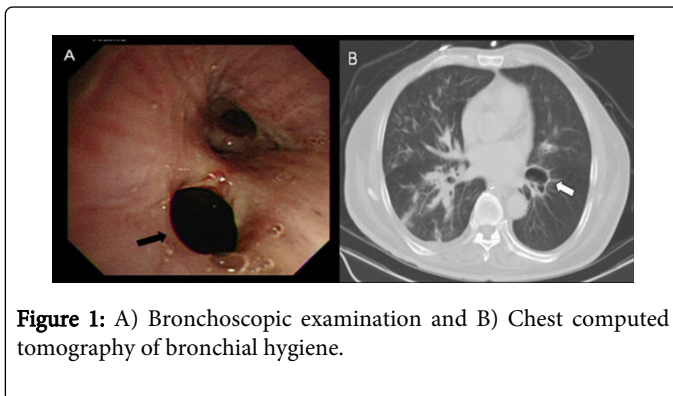 A
B
Figure 1: A) Bronchoscopic examination and B) Chest computed
tomography of bronchial hygiene.